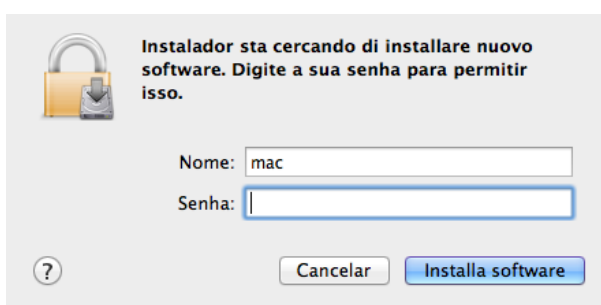 Instalador sta cercando di installare nuovo
software. Digite a sua senha para permitir
isso.
Nome: mac
Senha:
? Cancelar Installa software